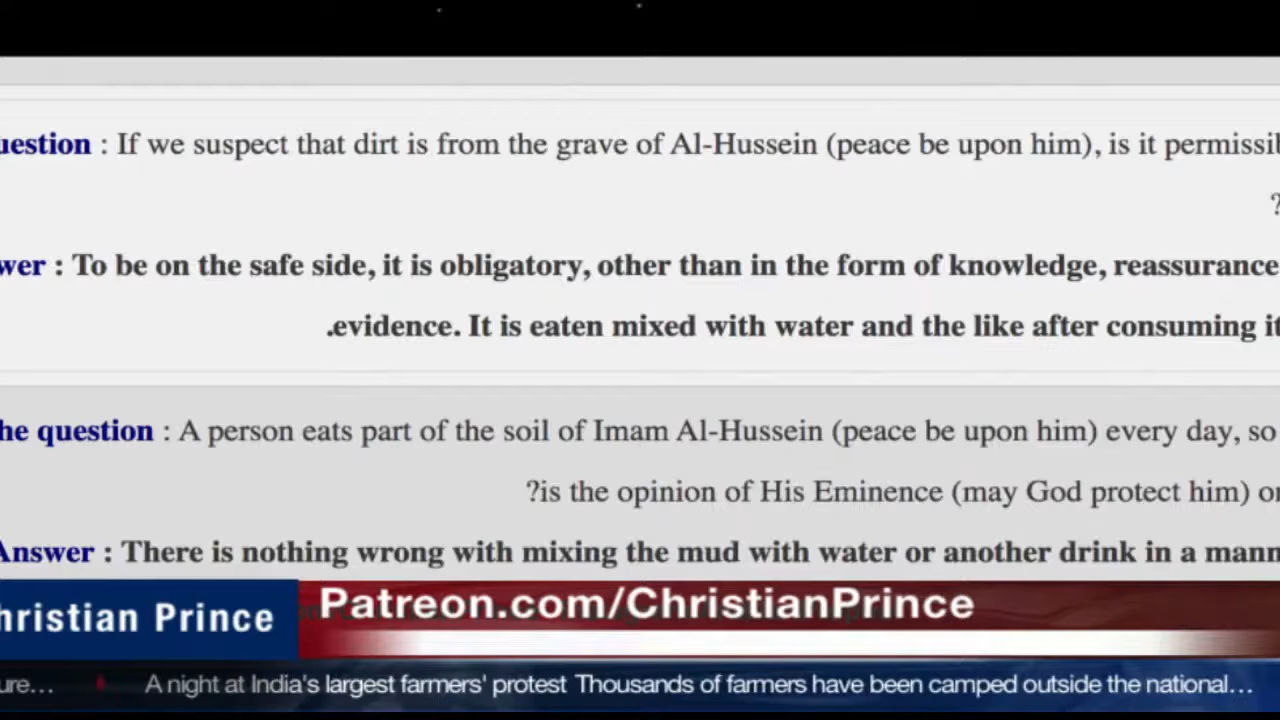 uestion : If we suspect that dirt is from the grave of Al-Hussein (peace be upon him), is it permissi
?
wer : To be on the safe side, it is obligatory, other than in the form of knowledge, reassurance
.evidence. It is eaten mixed with water and the like after consuming it
he question : A person eats part of the soil of Imam Al-Hussein (peace be upon him) every day, so
?is the opinion of His Eminence (may God protect him) or
Answer : There is nothing wrong with mixing the mud with water or another drink in a mann
hristian Prince
Patreon.com/ChristianPrince
ure... A night at India's largest farmers' protest Thousands of farmers have been camped outside the national...